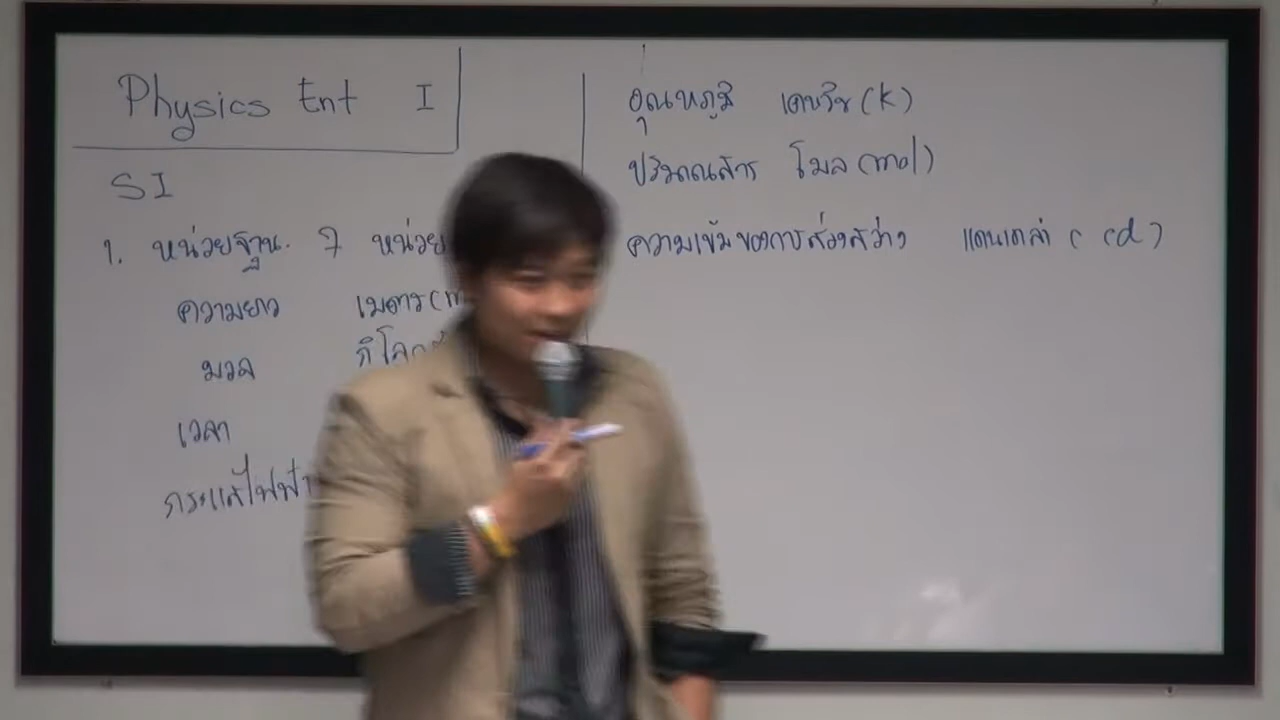 Physics Ent I
SI
1. หน่วยฐาน. 7 หน่วย
ความยาว เมตร (m
มวล กิโลก
เวลา
กระแสไฟฟ้า
อุณหภูมิ เคลวิน (K)
ปริมาณสาร โมล (mol)
ความเข้มของการส่องสว่าง แคนเดลา (cd)